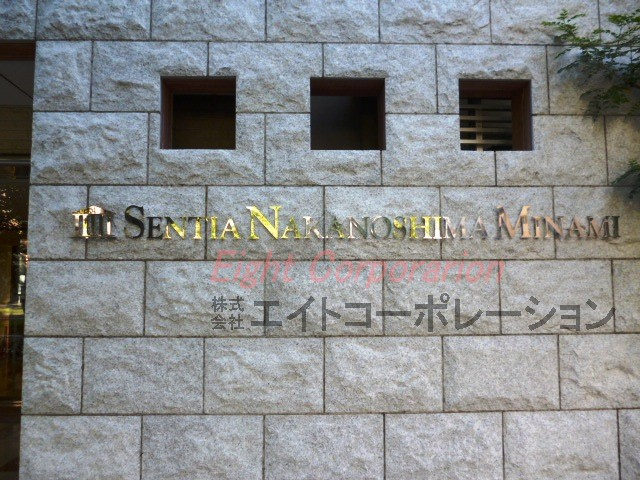 SENTIA NAKANOSHIMA MINAMI
Eight Corporation
株式会社エイトコーポレーション